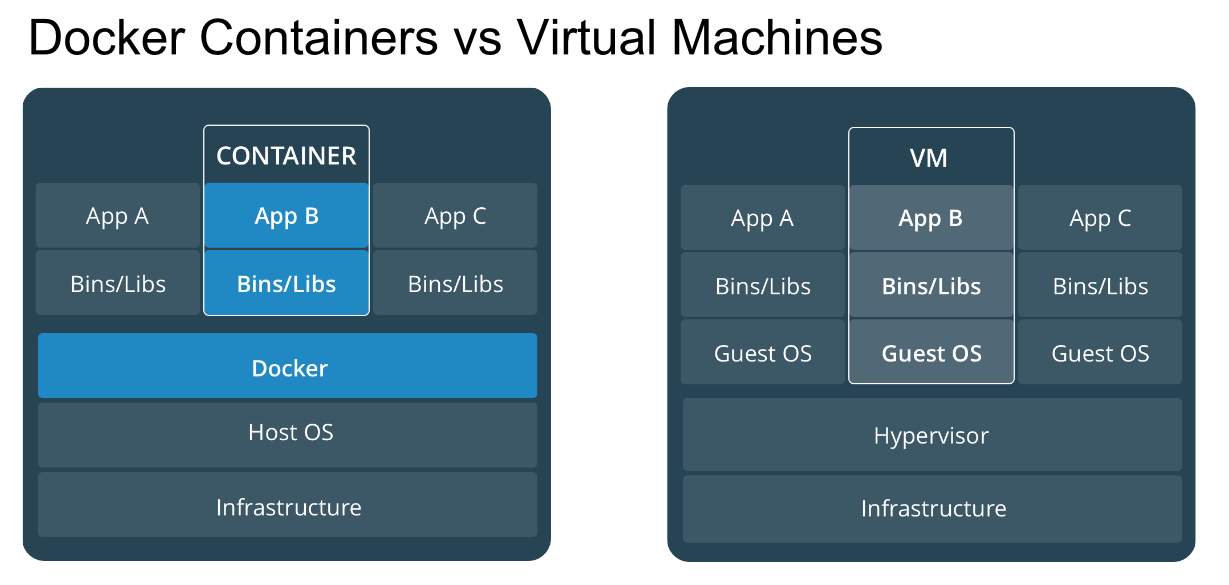 Docker Containers vs Virtual Machines
CONTAINER
App A App B App C
Bins/Libs Bins/Libs Bins/Libs
Docker
Host OS
Infrastructure
VM
App A App B App C
Bins/Libs Bins/Libs Bins/Libs
Guest OS Guest OS Guest OS
Hypervisor
Infrastructure